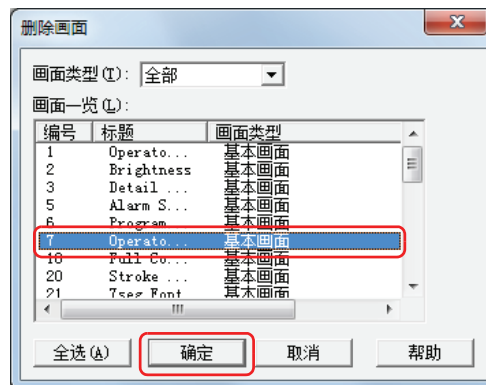 删除画面
画面类型(T): 全部
画面一览(L):
编号 标题 画面类型
1 Operato... 基本画面
2 Brightness 基本画面
3 Detail ... 基本画面
5 Alarm S... 基本画面
6 Program 基本画面
7 Operato... 基本画面
18 Full Co... 基本画面
20 Stroke ... 基本画面
21 7seg Font 基本画面
全选(A) 确定 取消 帮助